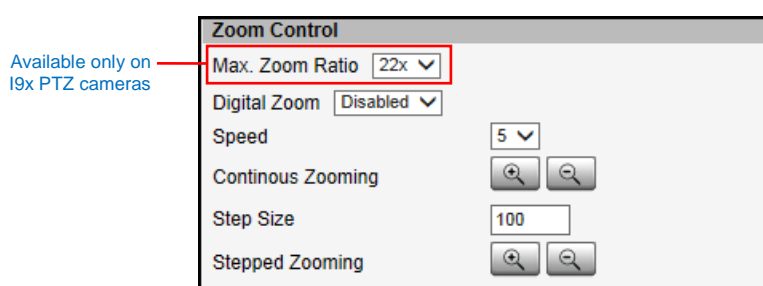 Zoom Control
Available only on
I9x PTZ cameras
Max. Zoom Ratio 22x
Digital Zoom Disabled
Speed 5
Continous Zooming
Step Size 100
Stepped Zooming